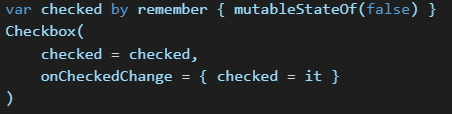 var checked by remember { mutableStateOf(false) }
Checkbox(
    checked = checked,
    onCheckedChange = { checked = it }
)